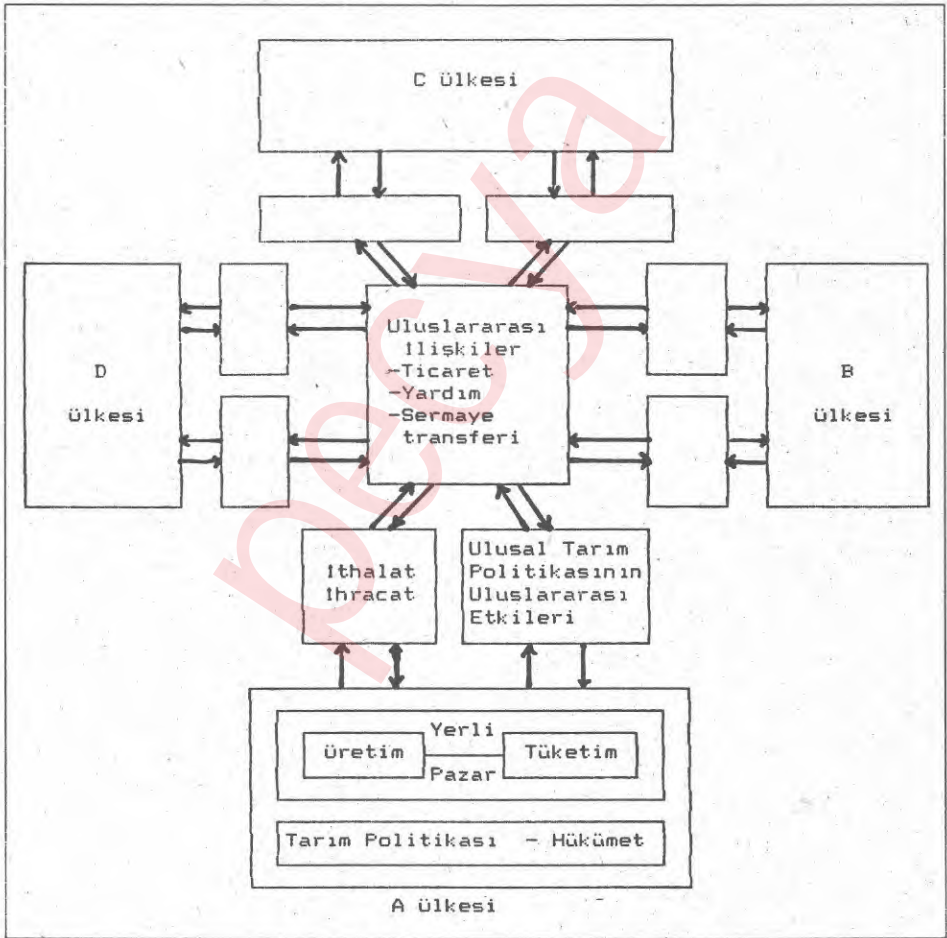 C ülkesi
Uluslararası
İlişkiler
-Ticaret
-Yardım
-Sermaye
transferi
D
ülkesi
B
ülkesi
İthalat
İhracat
Ulusal Tarım
Politikasının
Uluslararası
Etkileri
Yerli
Üretim
Tüketim
Pazar
Tarım Politikası - Hükümet
A ülkesi
pecya